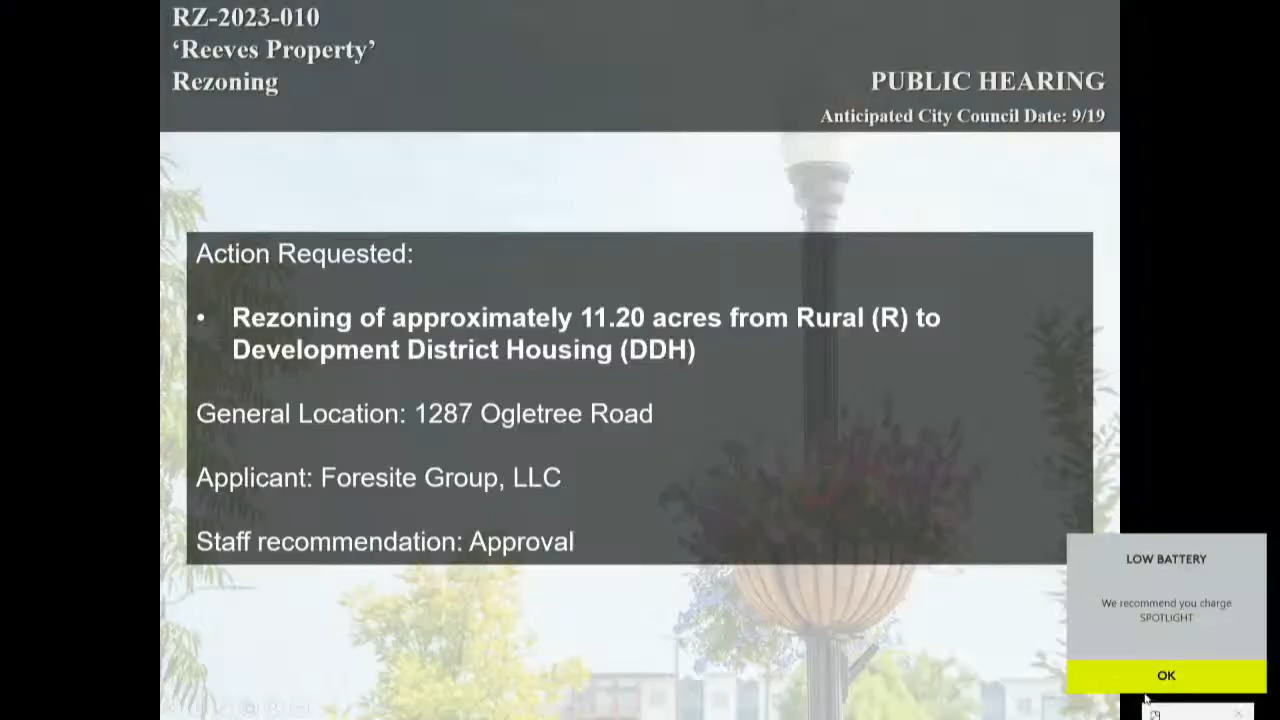 RZ-2023-010
‘Reeves Property’
Rezoning
PUBLIC HEARING
Anticipated City Council Date: 9/19
Action Requested:
• Rezoning of approximately 11.20 acres from Rural (R) to
Development District Housing (DDH)
General Location: 1287 Ogletree Road
Applicant: Foresite Group, LLC
Staff recommendation: Approval
LOW BATTERY
We recommend you charge
SPOTLIGHT
OK